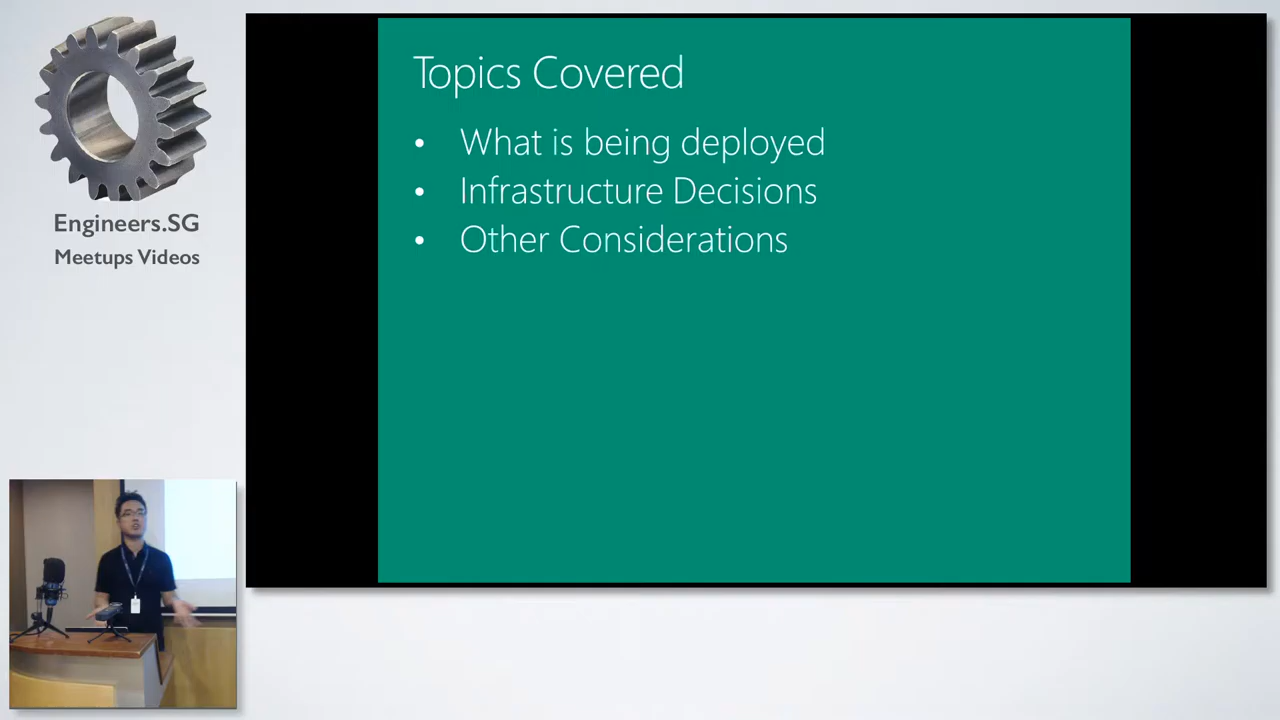 Engineers.SG
Meetups Videos
Topics Covered
• What is being deployed
• Infrastructure Decisions
• Other Considerations